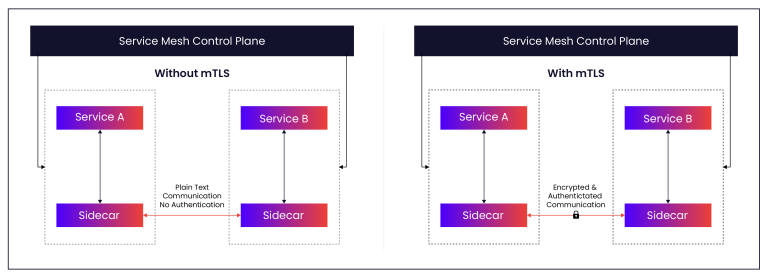 Service Mesh Control Plane
Without mTLS
Service A
Service B
Plain Text
Communication
No Authentication
Sidecar
Sidecar
Service Mesh Control Plane
With mTLS
Service A
Service B
Encrypted &
Authentictated
Communication
Sidecar
Sidecar